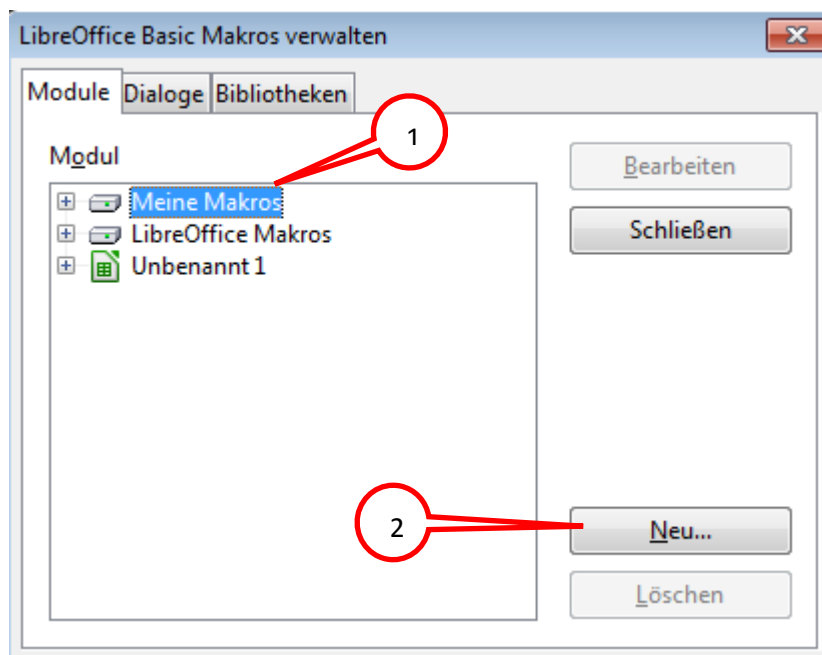 LibreOffice Basic Makros verwalten
Module Dialoge Bibliotheken
1
Modul
Bearbeiten
Meine Makros
Schließen
LibreOffice Makros
Unbenannt 1
2
Neu...
Löschen